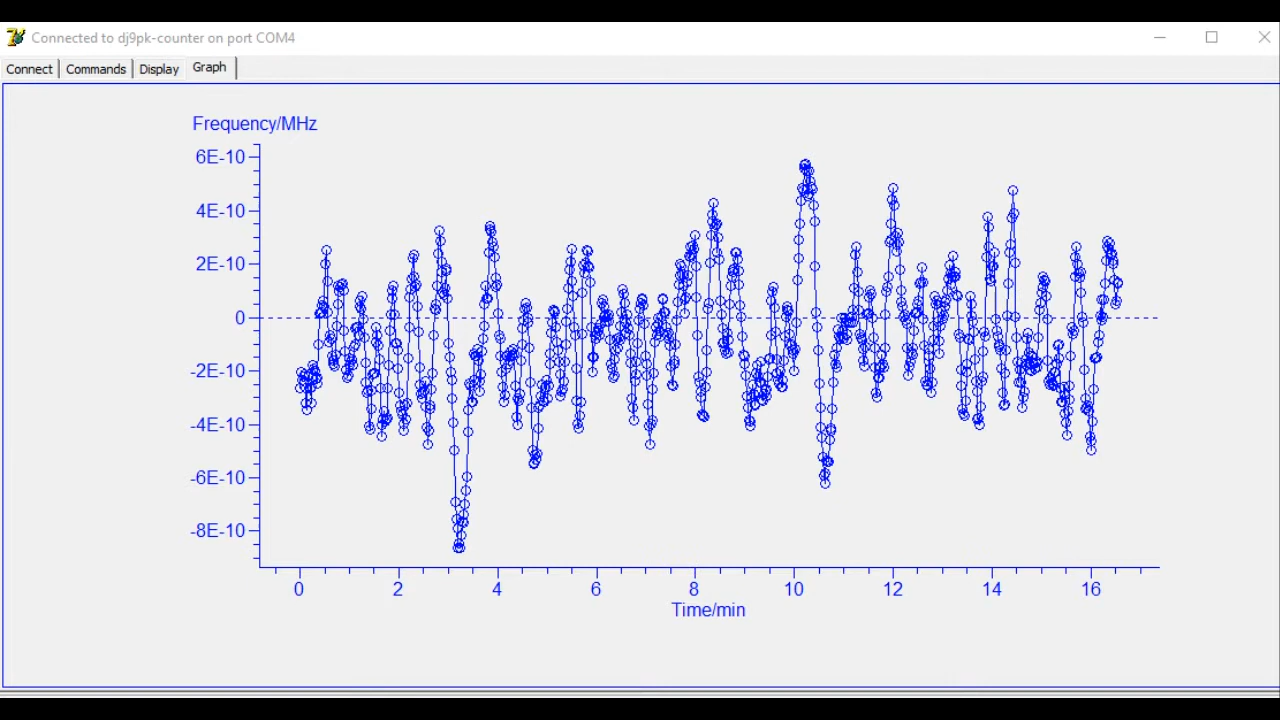 Connected to dj9pk-counter on port COM4
Connect Commands Display Graph
Frequency/MHz
6E-10
4E-10
2E-10
0
-2E-10
-4E-10
-6E-10
-8E-10
0 2 4 6 8 10 12 14 16
Time/min